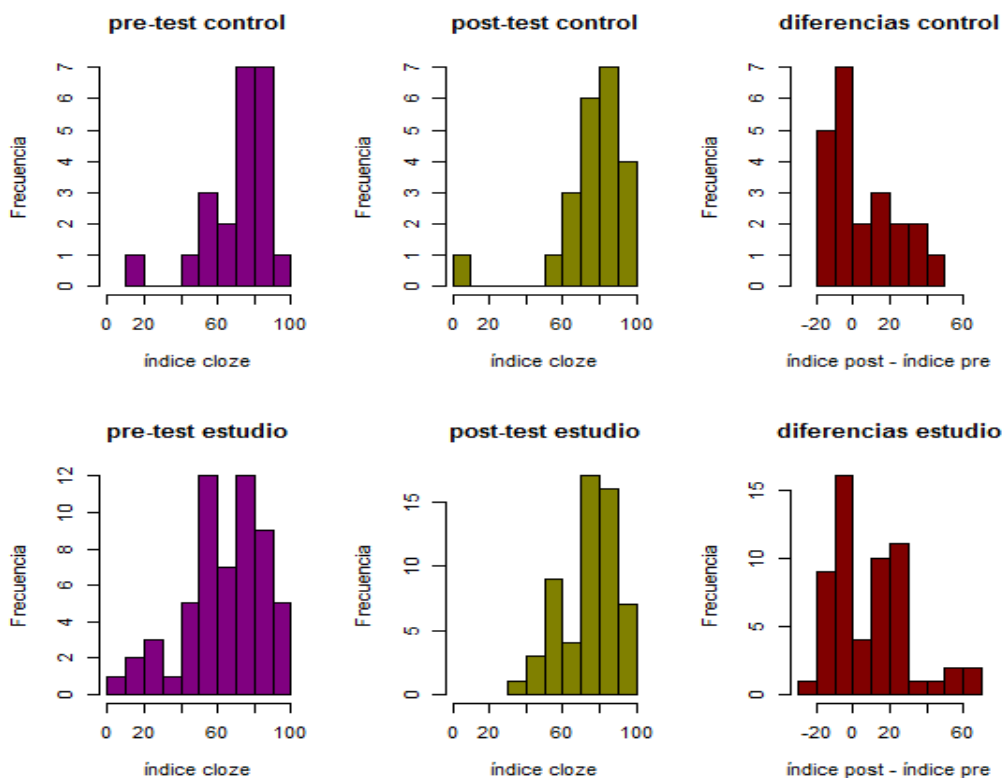 pre-test control
Frecuencia
0 1 2 3 4 5 6 7
0 20 60 100
índice cloze
post-test control
Frecuencia
0 1 2 3 4 5 6 7
0 20 60 100
índice cloze
diferencias control
Frecuencia
0 1 2 3 4 5 6 7
-20 0 20 60
índice post - índice pre
pre-test estudio
Frecuencia
0 2 4 6 8 10 12
0 20 60 100
índice cloze
post-test estudio
Frecuencia
0 5 10 15
0 20 60 100
índice cloze
diferencias estudio
Frecuencia
0 5 10 15
-20 0 20 60
índice post - índice pre